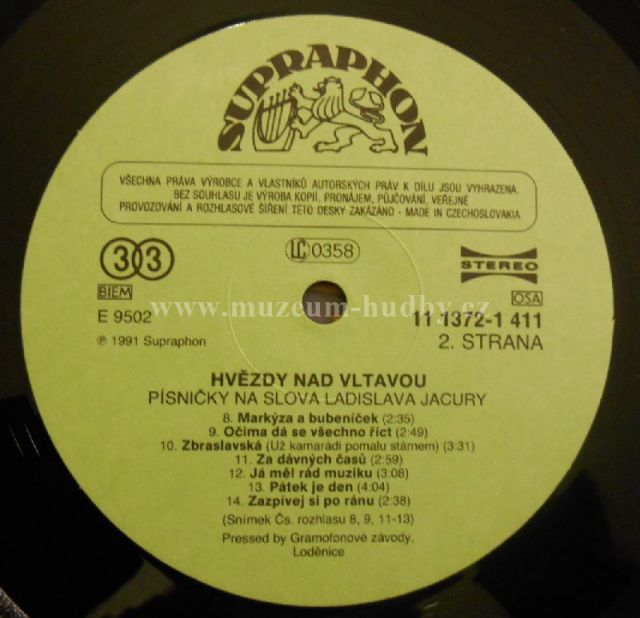 SUPRAPHON
VŠECHNA PRÁVA VÝROBCE A VLASTNÍKŮ AUTORSKÝCH PRÁV K DÍLU JSOU VYHRAZENA.
BEZ SOUHLASU JE VÝROBA KOPIÍ, PRONÁJEM, PŮJČOVÁNÍ, VEŘEJNÉ
PROVOZOVÁNÍ A ROZHLASOVÉ ŠÍŘENÍ TÉTO DESKY ZAKÁZÁNO · MADE IN CZECHOSLOVAKIA
33
LC 0358
STEREO
BIEM
OSA
www.muzeum-hudby.cz
E 9502
11 1372-1 411
℗ 1991 Supraphon
2. STRANA
HVĚZDY NAD VLTAVOU
PÍSNIČKY NA SLOVA LADISLAVA JACURY
8. Markýza a bubeníček (2:35)
9. Očima dá se všechno říct (2:49)
10. Zbraslavská (Už kamarádi pomalu stárnem) (3:31)
11. Za dávných časů (2:59)
12. Já měl rád muziku (3:08)
13. Pátek je den (4:04)
14. Zazpívej si po ránu (2:38)
(Snímek Čs. rozhlasu 8, 9, 11-13)
Pressed by Gramofonové závody.
Loděnice